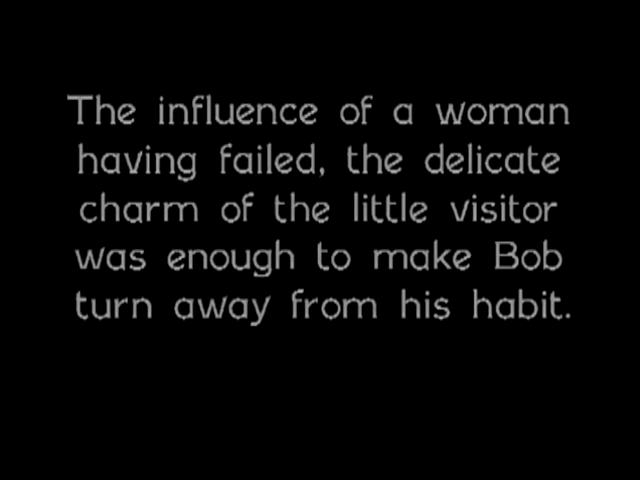 The influence of a woman
having failed, the delicate
charm of the little visitor
was enough to make Bob
turn away from his habit.